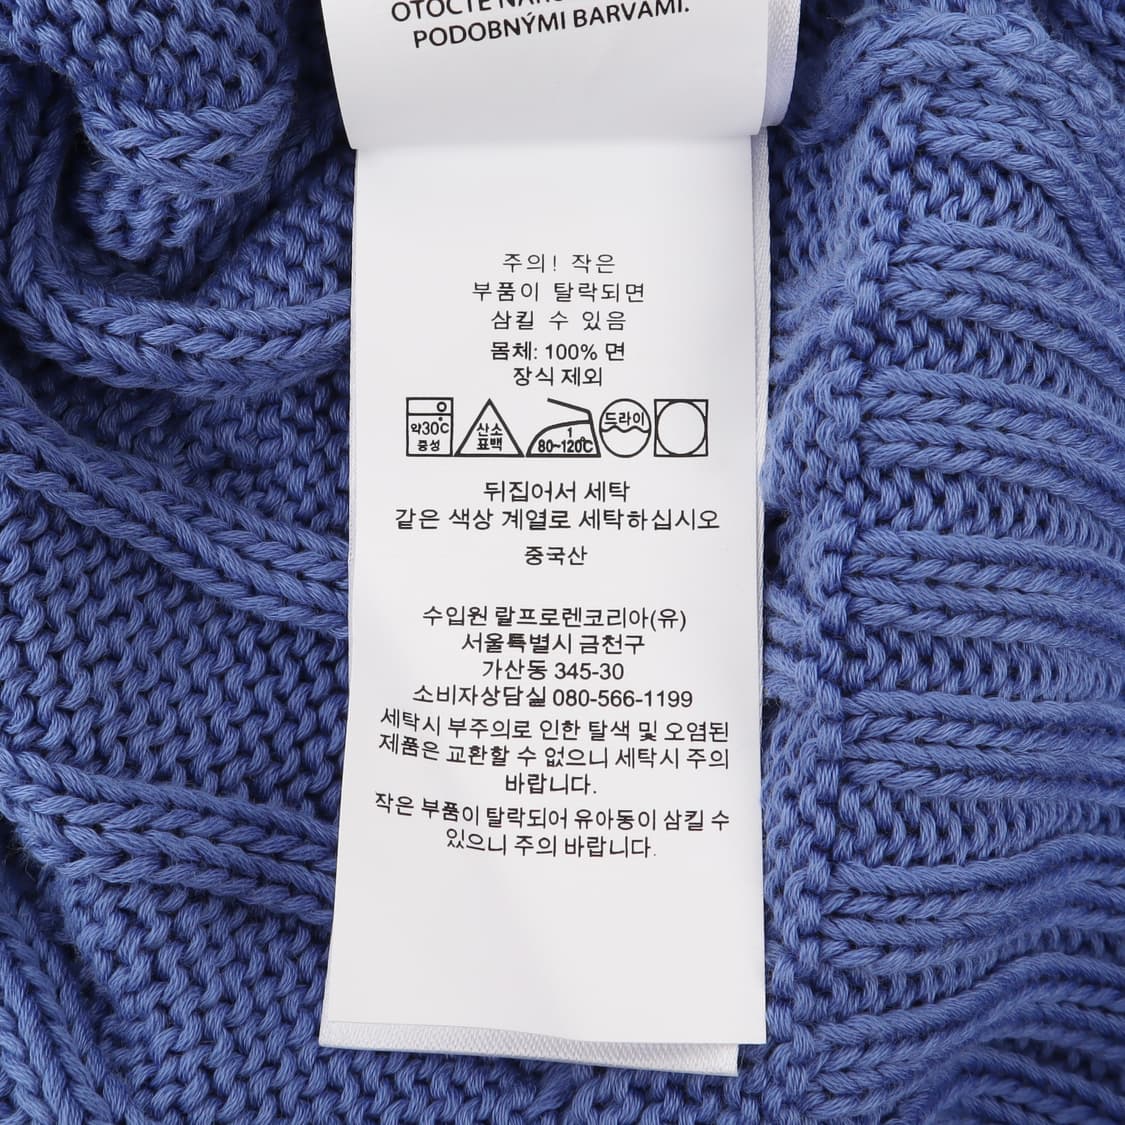 PODOBNÝMI BARVAMI.
주의! 작은
부품이 탈락되면
삼킬 수 있음
몸체: 100% 면
장식 제외
약30℃
중성
산소
표백
1
80~120℃
드라이
뒤집어서 세탁
같은 색상 계열로 세탁하십시오
중국산
수입원 랄프로렌코리아(유)
서울특별시 금천구
가산동 345-30
소비자상담실 080-566-1199
세탁시 부주의로 인한 탈색 및 오염된
제품은 교환할 수 없으니 세탁시 주의
바랍니다.
작은 부품이 탈락되어 유아동이 삼킬 수
있으니 주의 바랍니다.